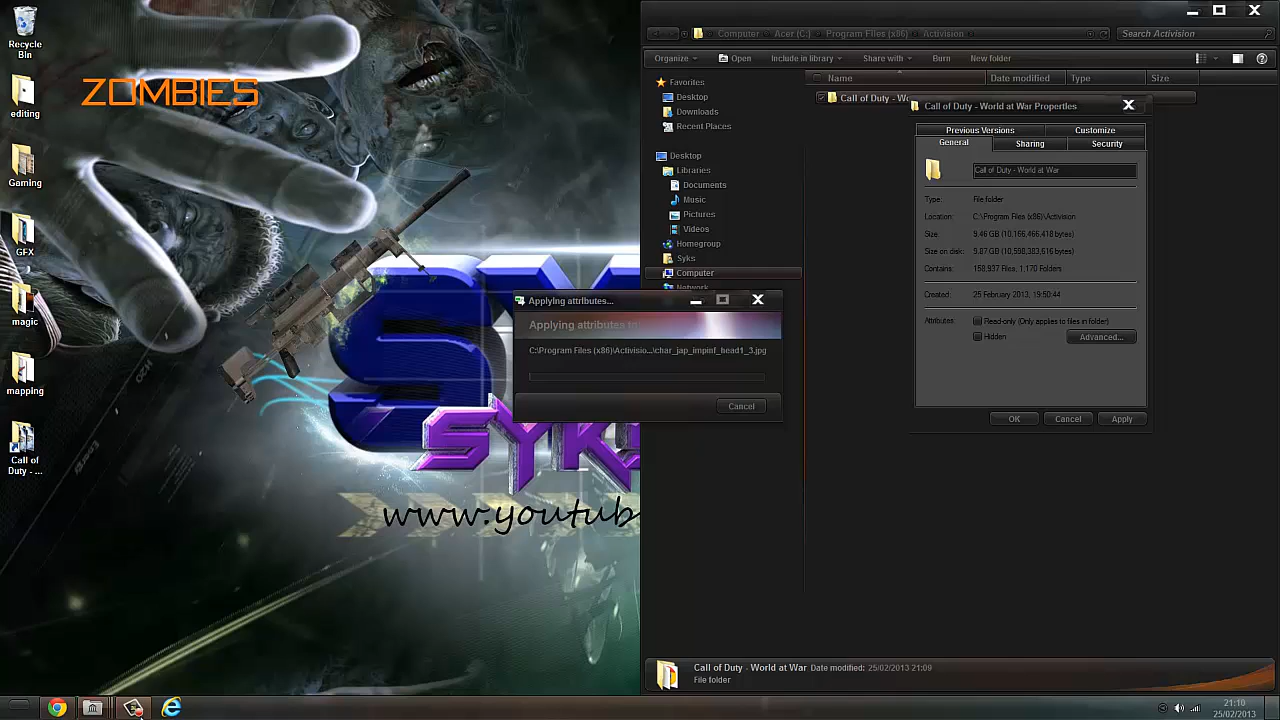 Recycle
Bin
ZOMBIES
editing
Gaming
GFX
magic
mapping
Call of
Duty - ...
SYK
www.youtub
Computer
Acer (C:)
Program Files (x86)
Activision
Search Activision
Organize
Open
Include in library
Share with
Burn
New folder
Favorites
Desktop
Downloads
Recent Places
Desktop
Libraries
Documents
Music
Pictures
Videos
Homegroup
Syks
Computer
Network
Name
Date modified
Type
Size
Call of Duty - Wo
Call of Duty - World at War Properties
Previous Versions
Customize
General
Sharing
Security
Call of Duty - World at War
Type: File folder
Location: C:\Program Files (x86)\Activision
Size: 9.46 GB (10,166,466,418 bytes)
Size on disk: 9.87 GB (10,598,383,616 bytes)
Contains: 158,937 Files, 1,170 Folders
Created: 25 February 2013, 19:50:44
Attributes: Read-only (Only applies to files in folder)
Hidden
Advanced...
OK
Cancel
Apply
Applying attributes...
Applying attributes to
C:\Program Files (x86)\Activisio...\char_jap_impinf_head1_3.jpg
Cancel
Call of Duty - World at War Date modified: 25/02/2013 21:09
File folder
21:10
25/02/2013